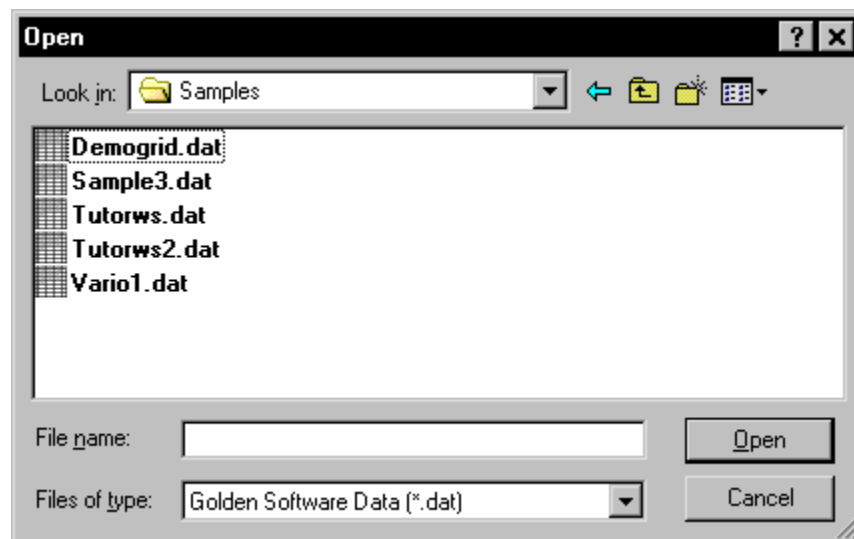 Open
Look in: Samples
Demogrid.dat
Sample3.dat
Tutorws.dat
Tutorws2.dat
Vario1.dat
File name: Open
Files of type: Golden Software Data (*.dat) Cancel